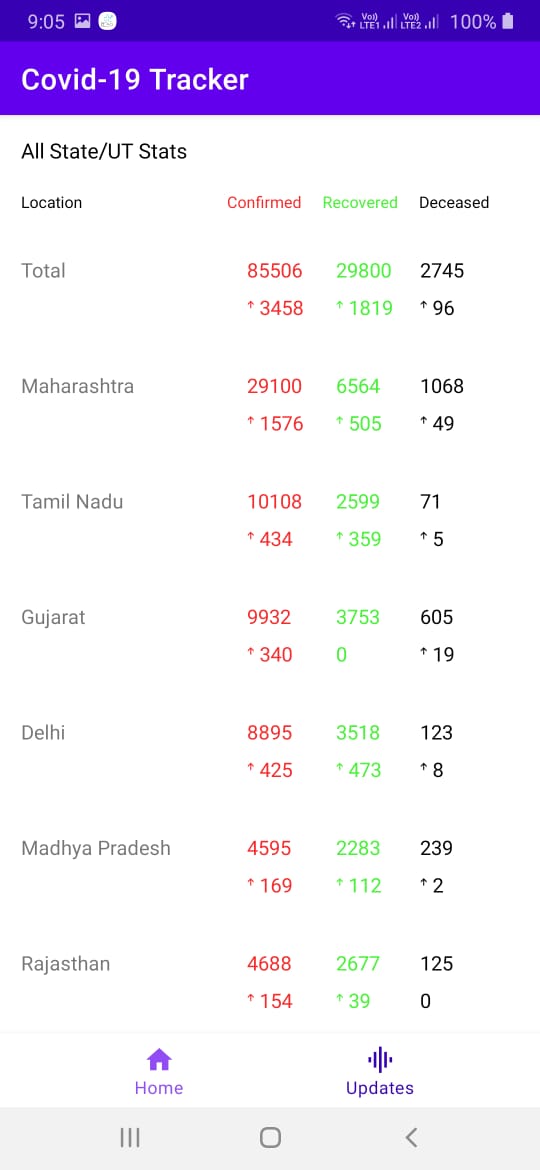 9:05 Vo)) LTE1 Vo)) LTE2 100%
Covid-19 Tracker
All State/UT Stats
Location Confirmed Recovered Deceased
Total 85506 29800 2745
↑ 3458 ↑ 1819 ↑ 96
Maharashtra 29100 6564 1068
↑ 1576 ↑ 505 ↑ 49
Tamil Nadu 10108 2599 71
↑ 434 ↑ 359 ↑ 5
Gujarat 9932 3753 605
↑ 340 0 ↑ 19
Delhi 8895 3518 123
↑ 425 ↑ 473 ↑ 8
Madhya Pradesh 4595 2283 239
↑ 169 ↑ 112 ↑ 2
Rajasthan 4688 2677 125
↑ 154 ↑ 39 0
Home Updates